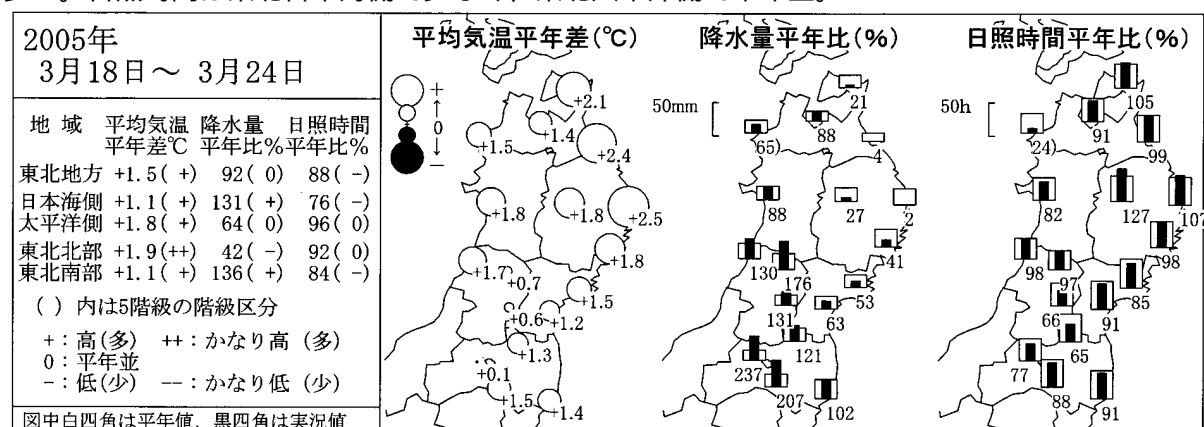 2005年
3月18日～ 3月24日
地 域 平均気温 降水量 日照時間
平年差℃ 平年比% 平年比%
東北地方 +1.5( +) 92( 0) 88( -)
日本海側 +1.1( +) 131( +) 76( -)
太平洋側 +1.8( +) 64( 0) 96( 0)
東北北部 +1.9(++) 42( -) 92( 0)
東北南部 +1.1( +) 136( +) 84( -)
( ) 内は5階級の階級区分
+：高(多) ++：かなり高 (多)
0：平年並
-：低(少) --：かなり低 (少)
図中白四角は平年値、黒四角は実況値
平均気温平年差(℃)
+
↑
0
↓
-
+2.1
+1.4
+1.5
+2.4
+1.8
+1.8
+2.5
+1.8
+1.7
+0.7
+1.5
+0.6
+1.2
+1.3
+0.1
+1.5
+1.4
降水量平年比(%)
50mm
21
88
65)
4
88
27
2
41
130
176
53
131
63
121
237
207
102
日照時間平年比(%)
50h
105
91
24)
99
82
127
107
98
98
97
85
66
91
65
77
88
91